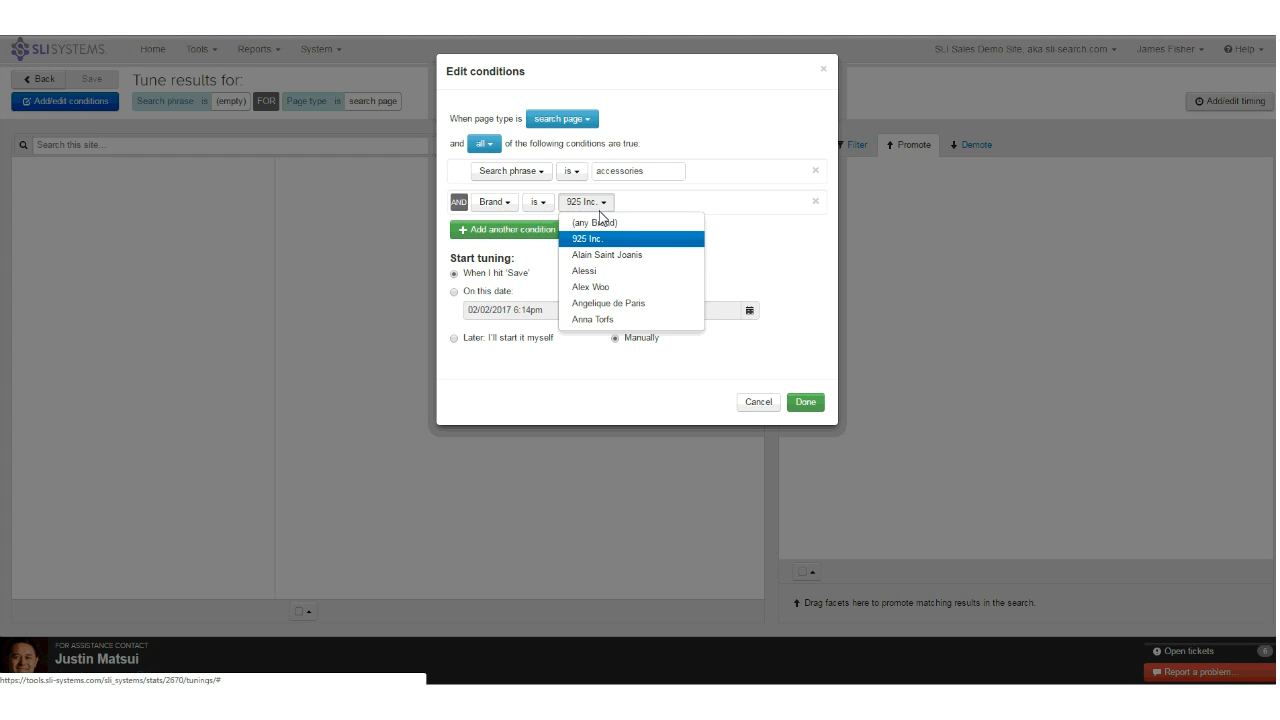 SLISYSTEMS. Home Tools Reports System SLI Sales Demo Site, aka sli-search.com James Fisher Help
Back Save Tune results for:
Add/edit conditions Search phrase is (empty) FOR Page type is search page Add/edit timing
Search this site... Filter Promote Demote
Edit conditions ×
When page type is search page
and all of the following conditions are true:
Search phrase is accessories ×
AND Brand is 925 Inc. ×
(any Brand)
925 Inc.
Alain Saint Joanis
Alessi
Alex Woo
Angelique de Paris
Anna Torfs
+ Add another condition
Start tuning:
When I hit 'Save'
On this date:
02/02/2017 6:14pm
Later: I'll start it myself Manually
Cancel Done
Drag facets here to promote matching results in the search.
FOR ASSISTANCE CONTACT
Justin Matsui
Open tickets 6
Report a problem...
https://tools.sli-systems.com/sli_systems/stats/2670/tunings/#